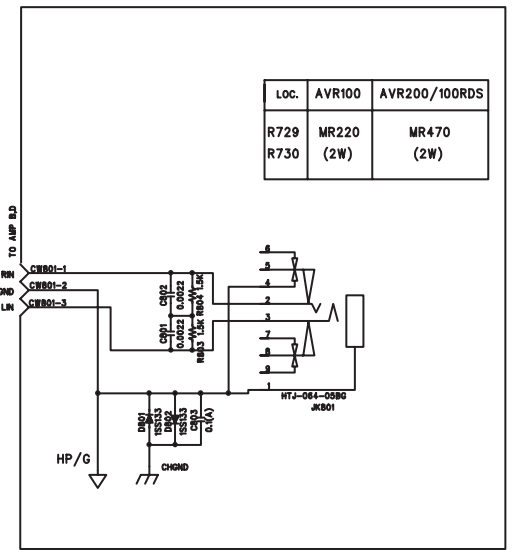 LOC. AVR100 AVR200/100RDS
R729 MR220 MR470
R730 (2W) (2W)
TO AMP B,D
RIN CW801-1
GND CW801-2
LIN CW801-3
C802
0.0022
R804 1.5K
C801
0.0022
R803 1.5K
6
5
4
2
3
7
8
9
1
HTJ-064-05BG
JK801
D801
1SS133
D802
1SS133
C803
0.1(A)
HP/G
CHGND